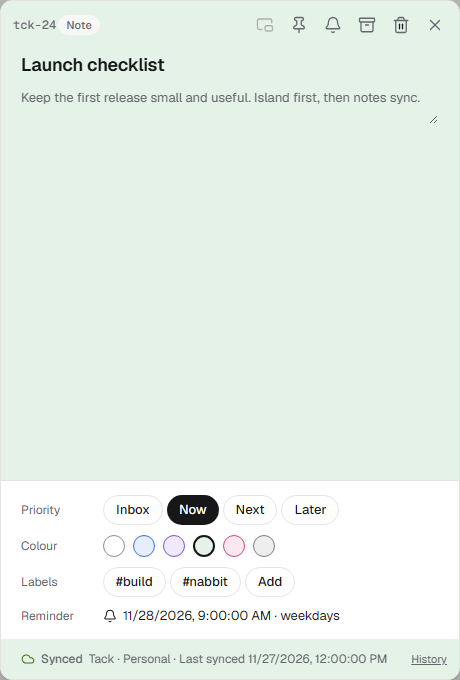 tck-24 Note
Launch checklist
Keep the first release small and useful. Island first, then notes sync.
Priority Inbox Now Next Later
Colour
Labels #build #nabbit Add
Reminder 11/28/2026, 9:00:00 AM · weekdays
Synced Tack · Personal · Last synced 11/27/2026, 12:00:00 PM History